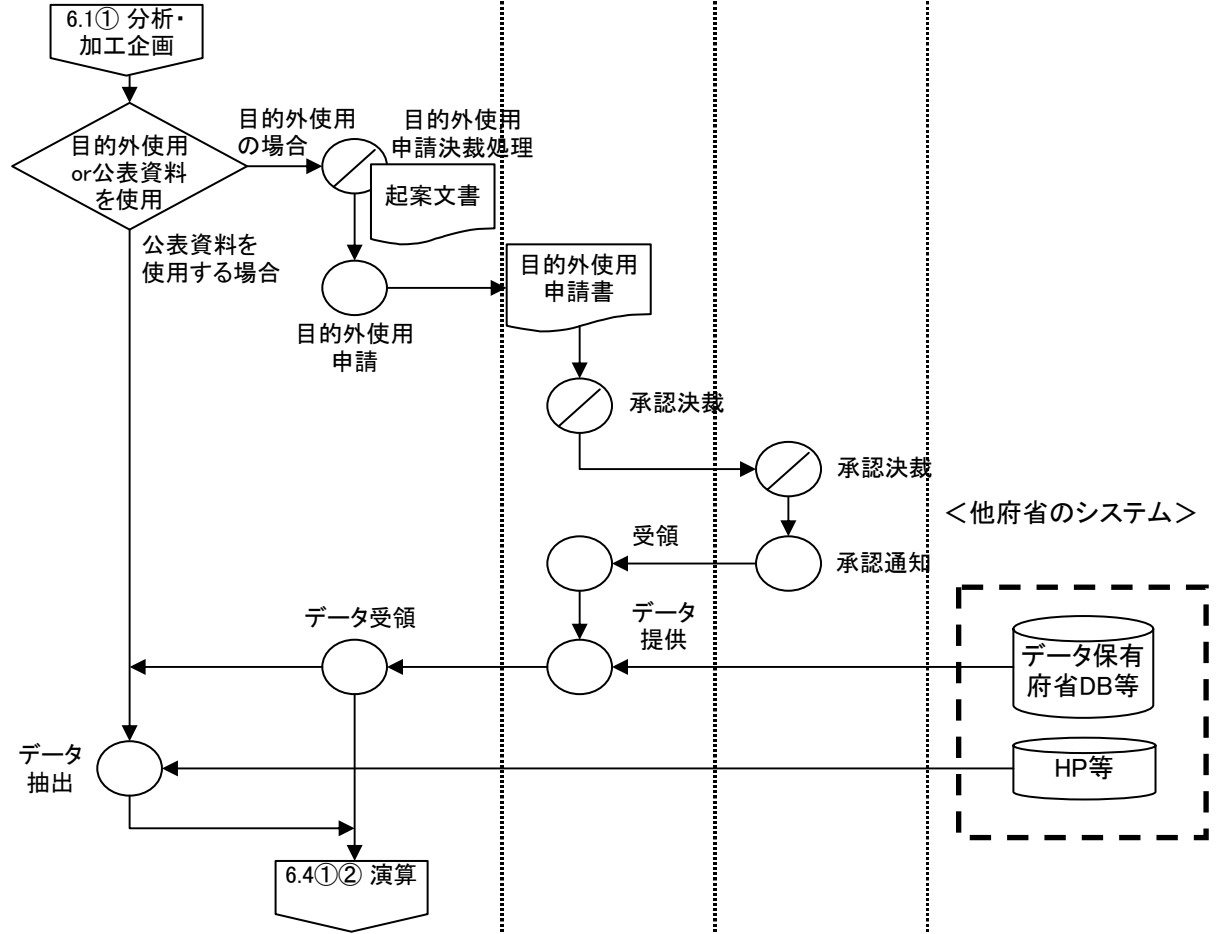 6.1① 分析・
加工企画
目的外使用
or公表資料
を使用
目的外使用
の場合
目的外使用
申請決裁処理
起案文書
公表資料を
使用する場合
目的外使用
申請
目的外使用
申請書
承認決裁
承認決裁
＜他府省のシステム＞
受領
承認通知
データ受領
データ
提供
データ保有
府省DB等
データ
抽出
HP等
6.4①② 演算